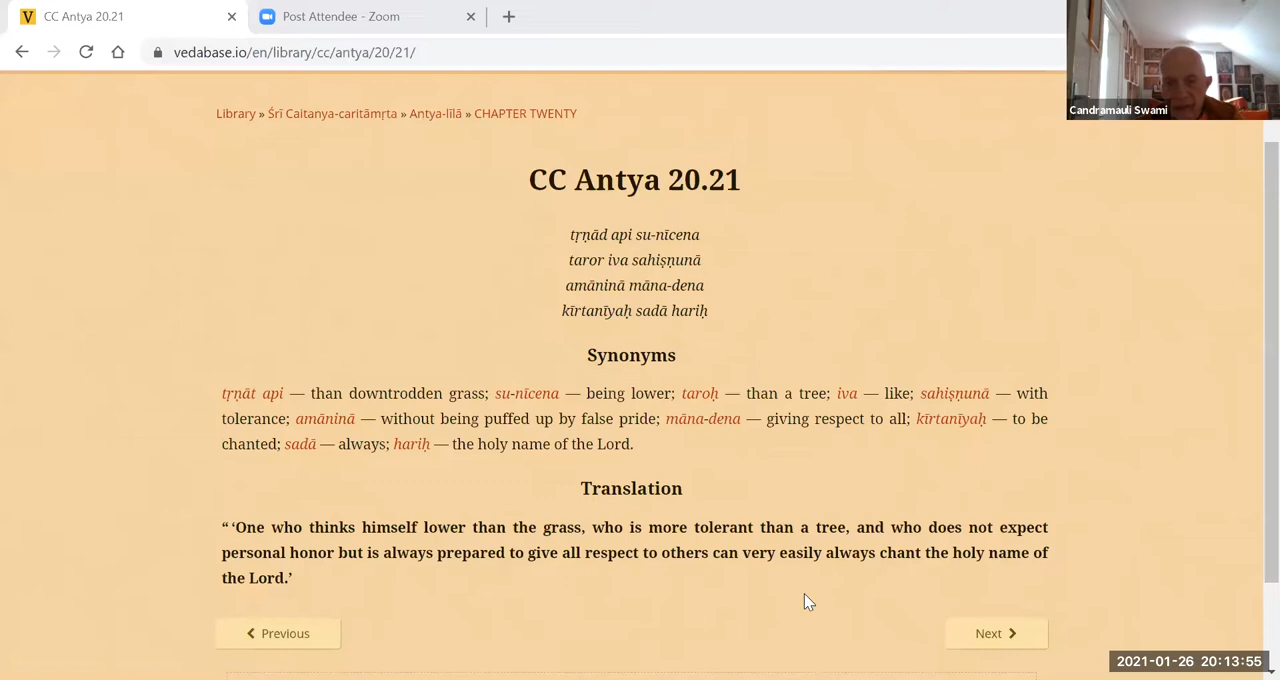 CC Antya 20.21
Post Attendee - Zoom
vedabase.io/en/library/cc/antya/20/21/
Candramauli Swami
Library » Śrī Caitanya-caritāmṛta » Antya-līlā » CHAPTER TWENTY
CC Antya 20.21
tṛṇād api su-nīcena
taror iva sahiṣṇunā
amāninā māna-dena
kīrtanīyaḥ sadā hariḥ
Synonyms
tṛṇāt api — than downtrodden grass; su-nīcena — being lower; taroḥ — than a tree; iva — like; sahiṣṇunā — with
tolerance; amāninā — without being puffed up by false pride; māna-dena — giving respect to all; kīrtanīyaḥ — to be
chanted; sadā — always; hariḥ — the holy name of the Lord.
Translation
“ ‘One who thinks himself lower than the grass, who is more tolerant than a tree, and who does not expect
personal honor but is always prepared to give all respect to others can very easily always chant the holy name of
the Lord.’
Previous
Next
2021-01-26 20:13:55